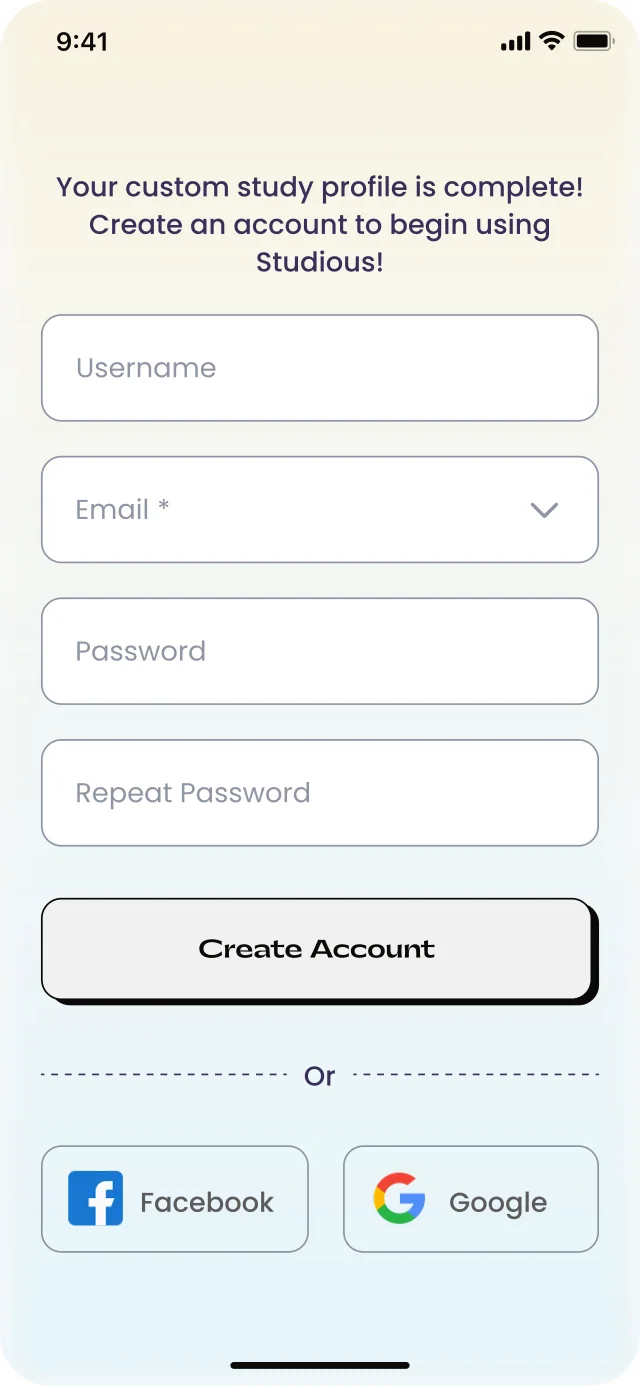 9:41
Your custom study profile is complete!
Create an account to begin using
Studious!
Username
Email *
Password
Repeat Password
Create Account
Or
Facebook
Google